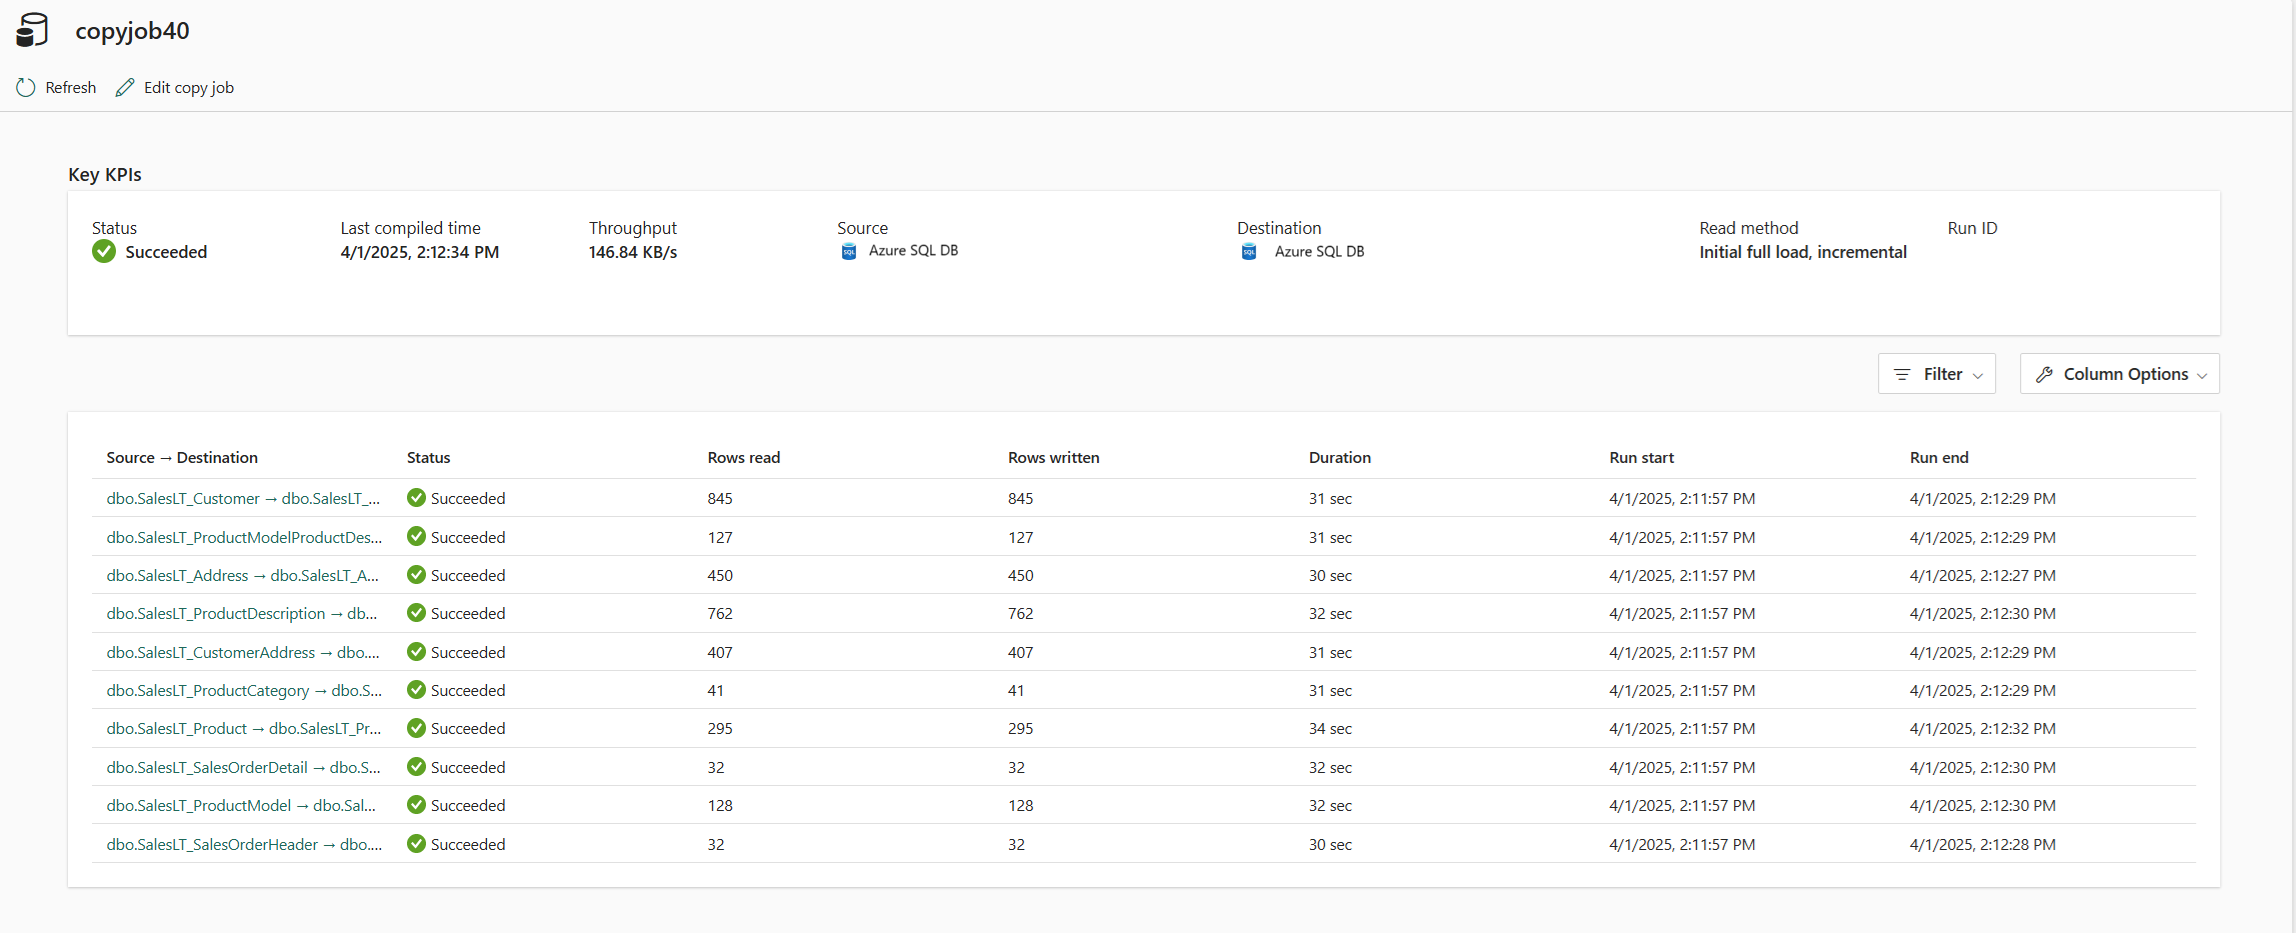 copyjob40
Refresh Edit copy job
Key KPIs
Status Last compiled time Throughput Source Destination Read method Run ID
Succeeded 4/1/2025, 2:12:34 PM 146.84 KB/s SQL Azure SQL DB SQL Azure SQL DB Initial full load, incremental
Filter Column Options
Source → Destination Status Rows read Rows written Duration Run start Run end
dbo.SalesLT_Customer → dbo.SalesLT_... Succeeded 845 845 31 sec 4/1/2025, 2:11:57 PM 4/1/2025, 2:12:29 PM
dbo.SalesLT_ProductModelProductDes... Succeeded 127 127 31 sec 4/1/2025, 2:11:57 PM 4/1/2025, 2:12:29 PM
dbo.SalesLT_Address → dbo.SalesLT_A... Succeeded 450 450 30 sec 4/1/2025, 2:11:57 PM 4/1/2025, 2:12:27 PM
dbo.SalesLT_ProductDescription → db... Succeeded 762 762 32 sec 4/1/2025, 2:11:57 PM 4/1/2025, 2:12:30 PM
dbo.SalesLT_CustomerAddress → dbo.... Succeeded 407 407 31 sec 4/1/2025, 2:11:57 PM 4/1/2025, 2:12:29 PM
dbo.SalesLT_ProductCategory → dbo.S... Succeeded 41 41 31 sec 4/1/2025, 2:11:57 PM 4/1/2025, 2:12:29 PM
dbo.SalesLT_Product → dbo.SalesLT_Pr... Succeeded 295 295 34 sec 4/1/2025, 2:11:57 PM 4/1/2025, 2:12:32 PM
dbo.SalesLT_SalesOrderDetail → dbo.S... Succeeded 32 32 32 sec 4/1/2025, 2:11:57 PM 4/1/2025, 2:12:30 PM
dbo.SalesLT_ProductModel → dbo.Sal... Succeeded 128 128 32 sec 4/1/2025, 2:11:57 PM 4/1/2025, 2:12:30 PM
dbo.SalesLT_SalesOrderHeader → dbo.... Succeeded 32 32 30 sec 4/1/2025, 2:11:57 PM 4/1/2025, 2:12:28 PM